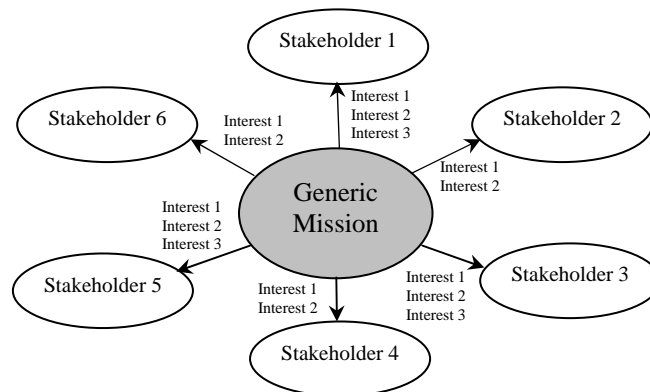 Stakeholder 1
Stakeholder 6
Interest 1
Interest 2
Interest 1
Interest 2
Interest 3
Stakeholder 2
Interest 1
Interest 2
Generic
Mission
Interest 1
Interest 2
Interest 3
Stakeholder 5
Interest 1
Interest 2
Interest 1
Interest 2
Interest 3
Stakeholder 3
Stakeholder 4